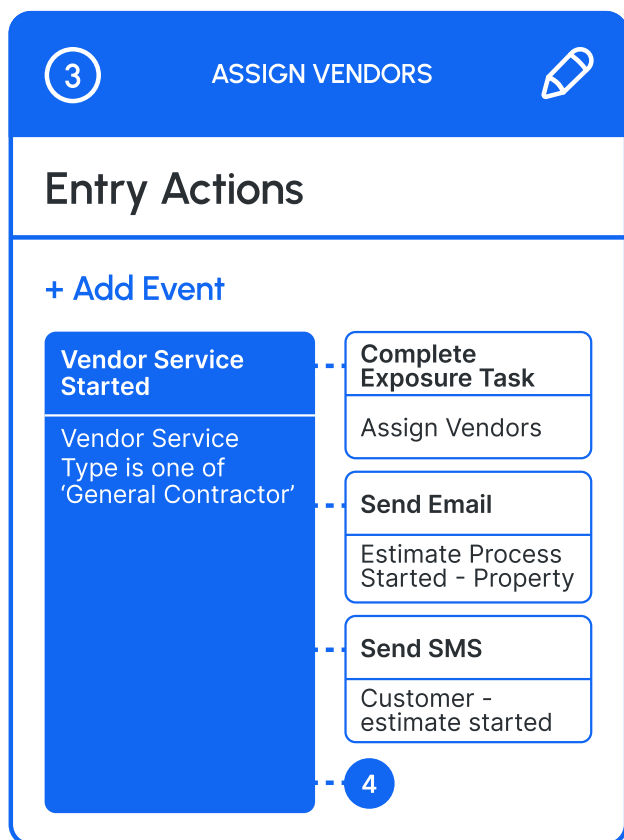 3
ASSIGN VENDORS
Entry Actions
+ Add Event
Vendor Service
Started
Vendor Service
Type is one of
‘General Contractor’
Complete
Exposure Task
Assign Vendors
Send Email
Estimate Process
Started - Property
Send SMS
Customer -
estimate started
4